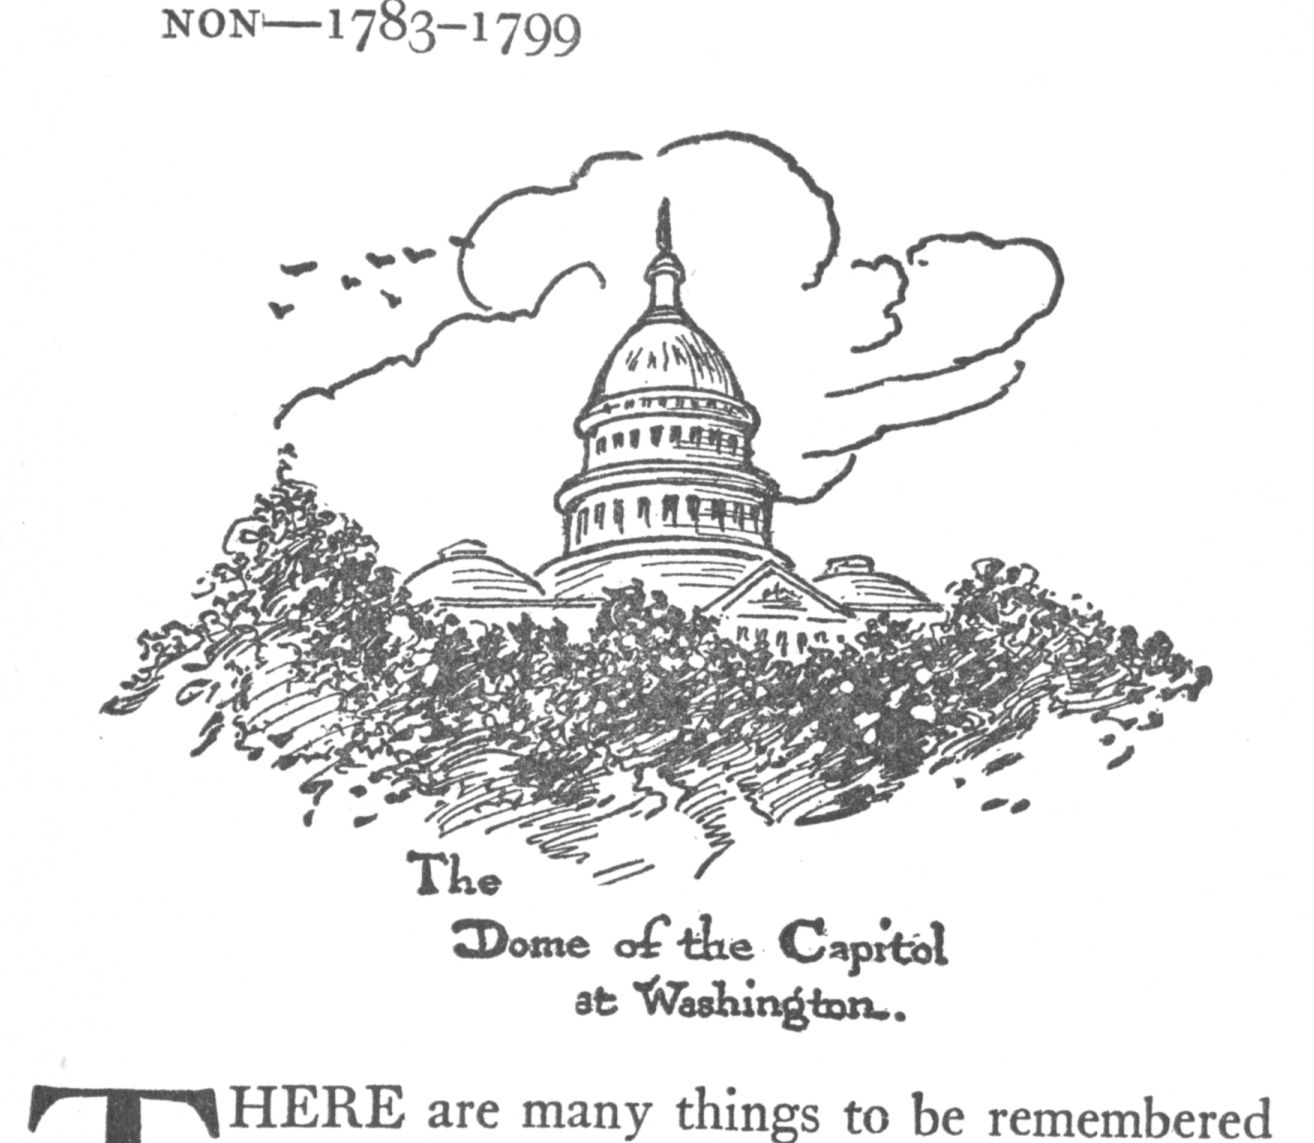 NON—1783–1799
The
Dome of the Capitol
at Washington.
THERE are many things to be remembered